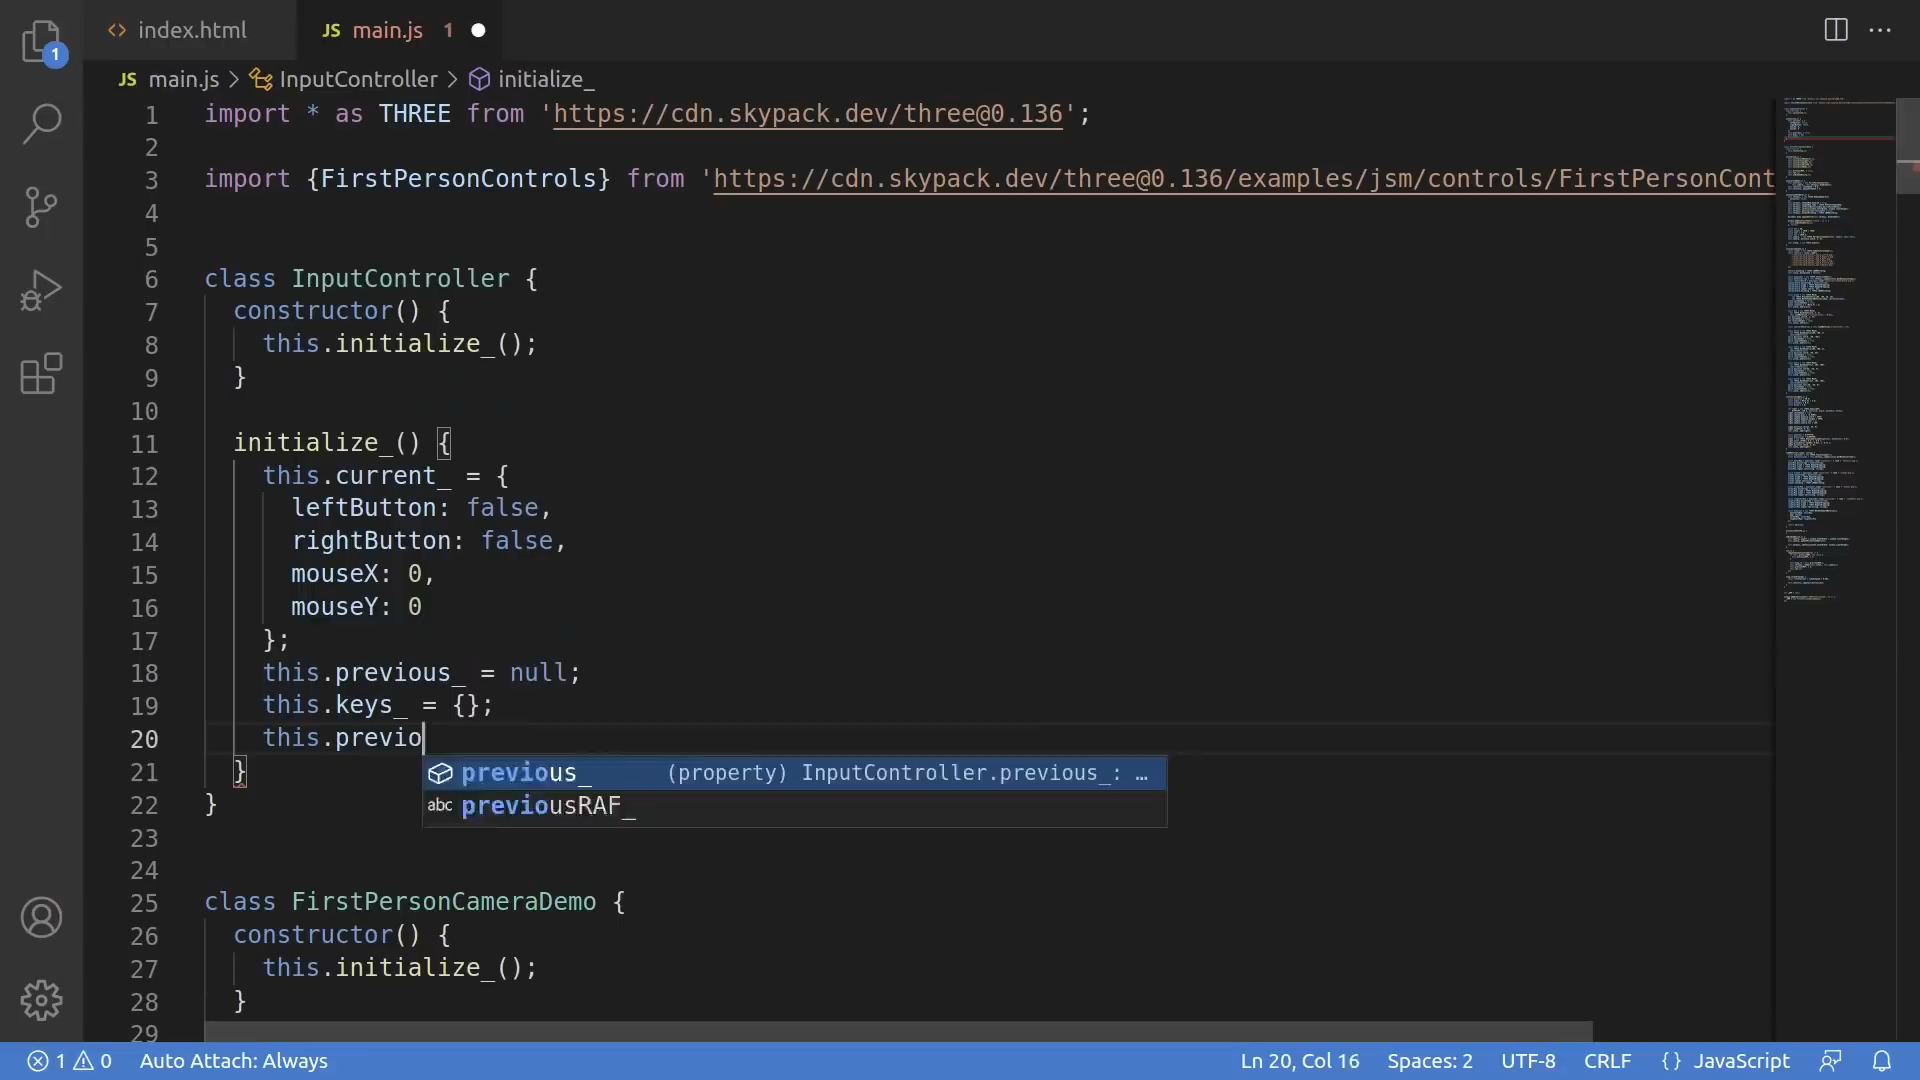 index.html JS main.js 1
1
JS main.js > InputController > initialize_
1 import * as THREE from 'https://cdn.skypack.dev/three@0.136';
2
3 import {FirstPersonControls} from 'https://cdn.skypack.dev/three@0.136/examples/jsm/controls/FirstPersonCont
4
5
6 class InputController {
7 constructor() {
8 this.initialize_();
9 }
10
11 initialize_() {
12 this.current_ = {
13 leftButton: false,
14 rightButton: false,
15 mouseX: 0,
16 mouseY: 0
17 };
18 this.previous_ = null;
19 this.keys_ = {};
20 this.previo
21 } previous_ (property) InputController.previous_: …
22 } abc previousRAF_
23
24
25 class FirstPersonCameraDemo {
26 constructor() {
27 this.initialize_();
28 }
29
1 0 Auto Attach: Always Ln 20, Col 16 Spaces: 2 UTF-8 CRLF {} JavaScript